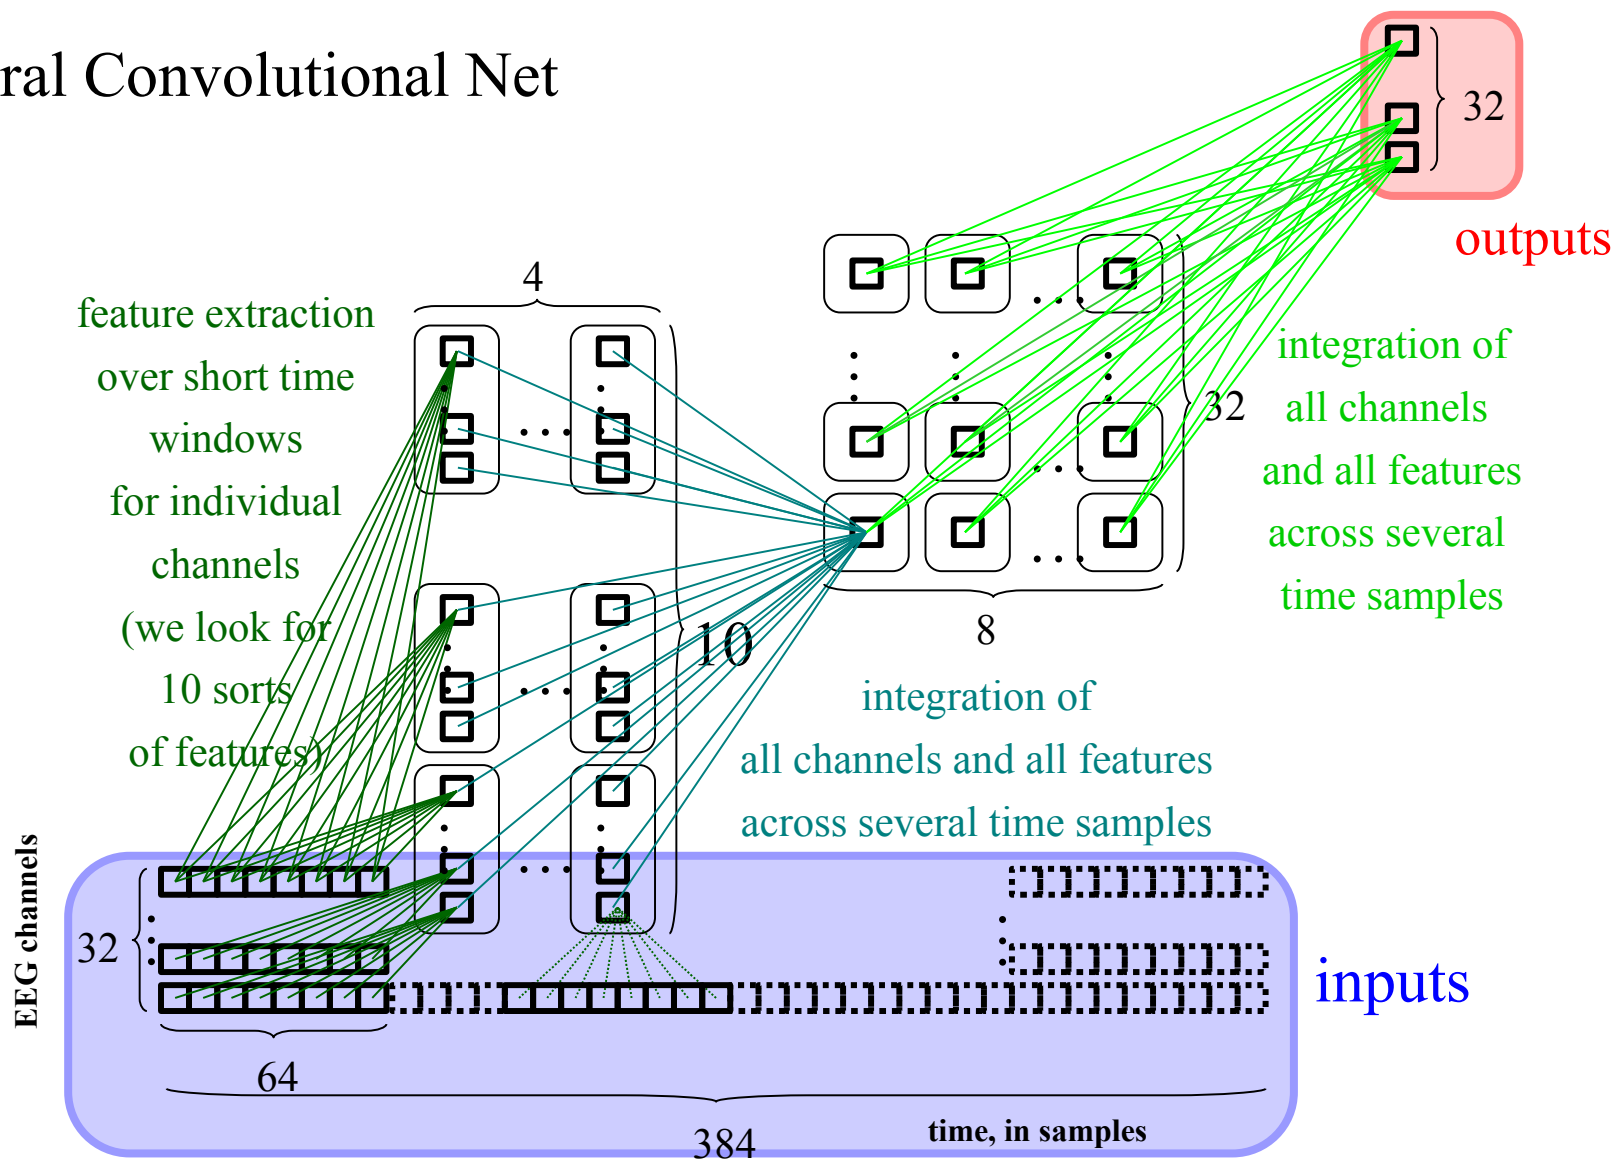 ral Convolutional Net
32
outputs
4
feature extraction
over short time
windows
for individual
channels
(we look for
10 sorts
of features)
10
32
8
integration of
all channels
and all features
across several
time samples
integration of
all channels and all features
across several time samples
EEG channels
32
inputs
64
384
time, in samples